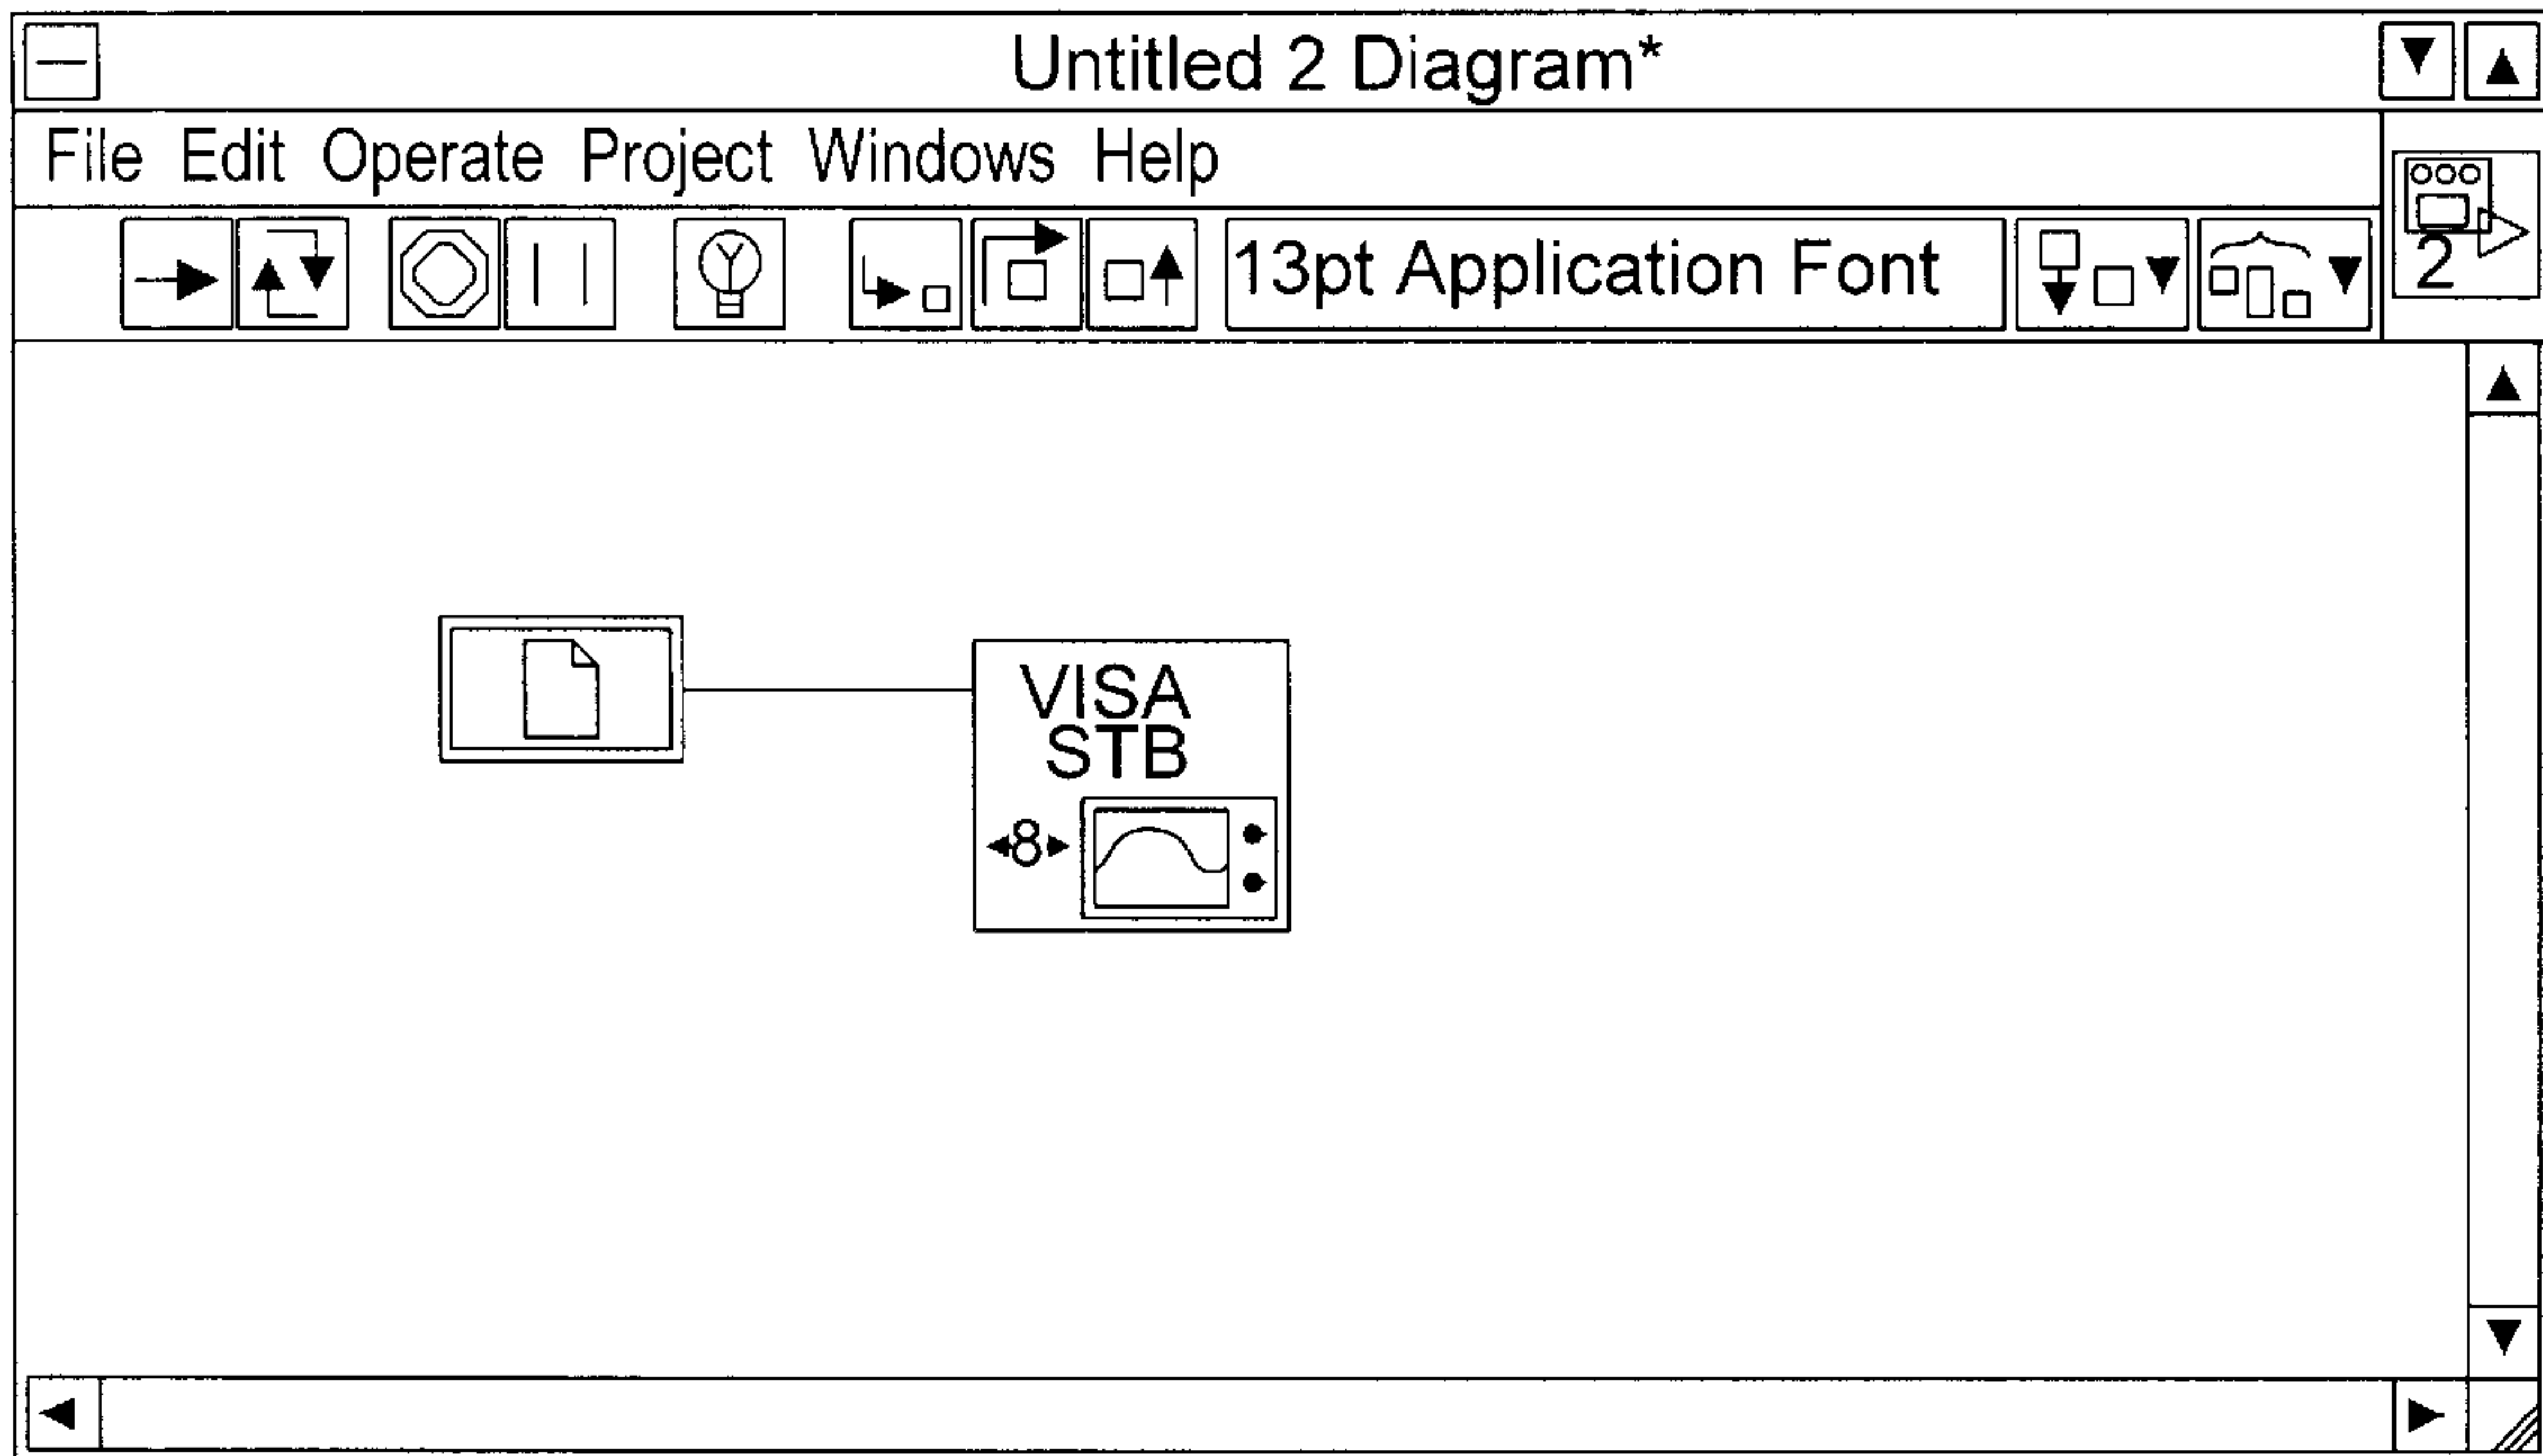 Untitled 2 Diagram*
File Edit Operate Project Windows Help
13pt Application Font
2
VISA
STB
8